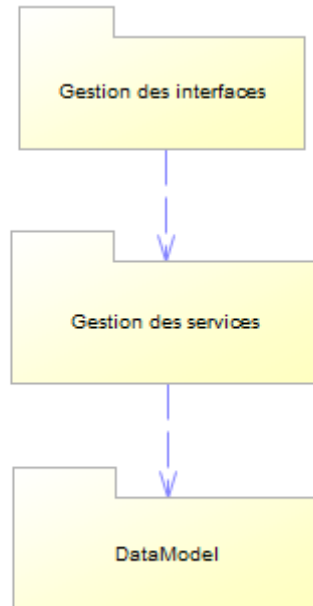 Gestion des interfaces
Gestion des services
DataModel